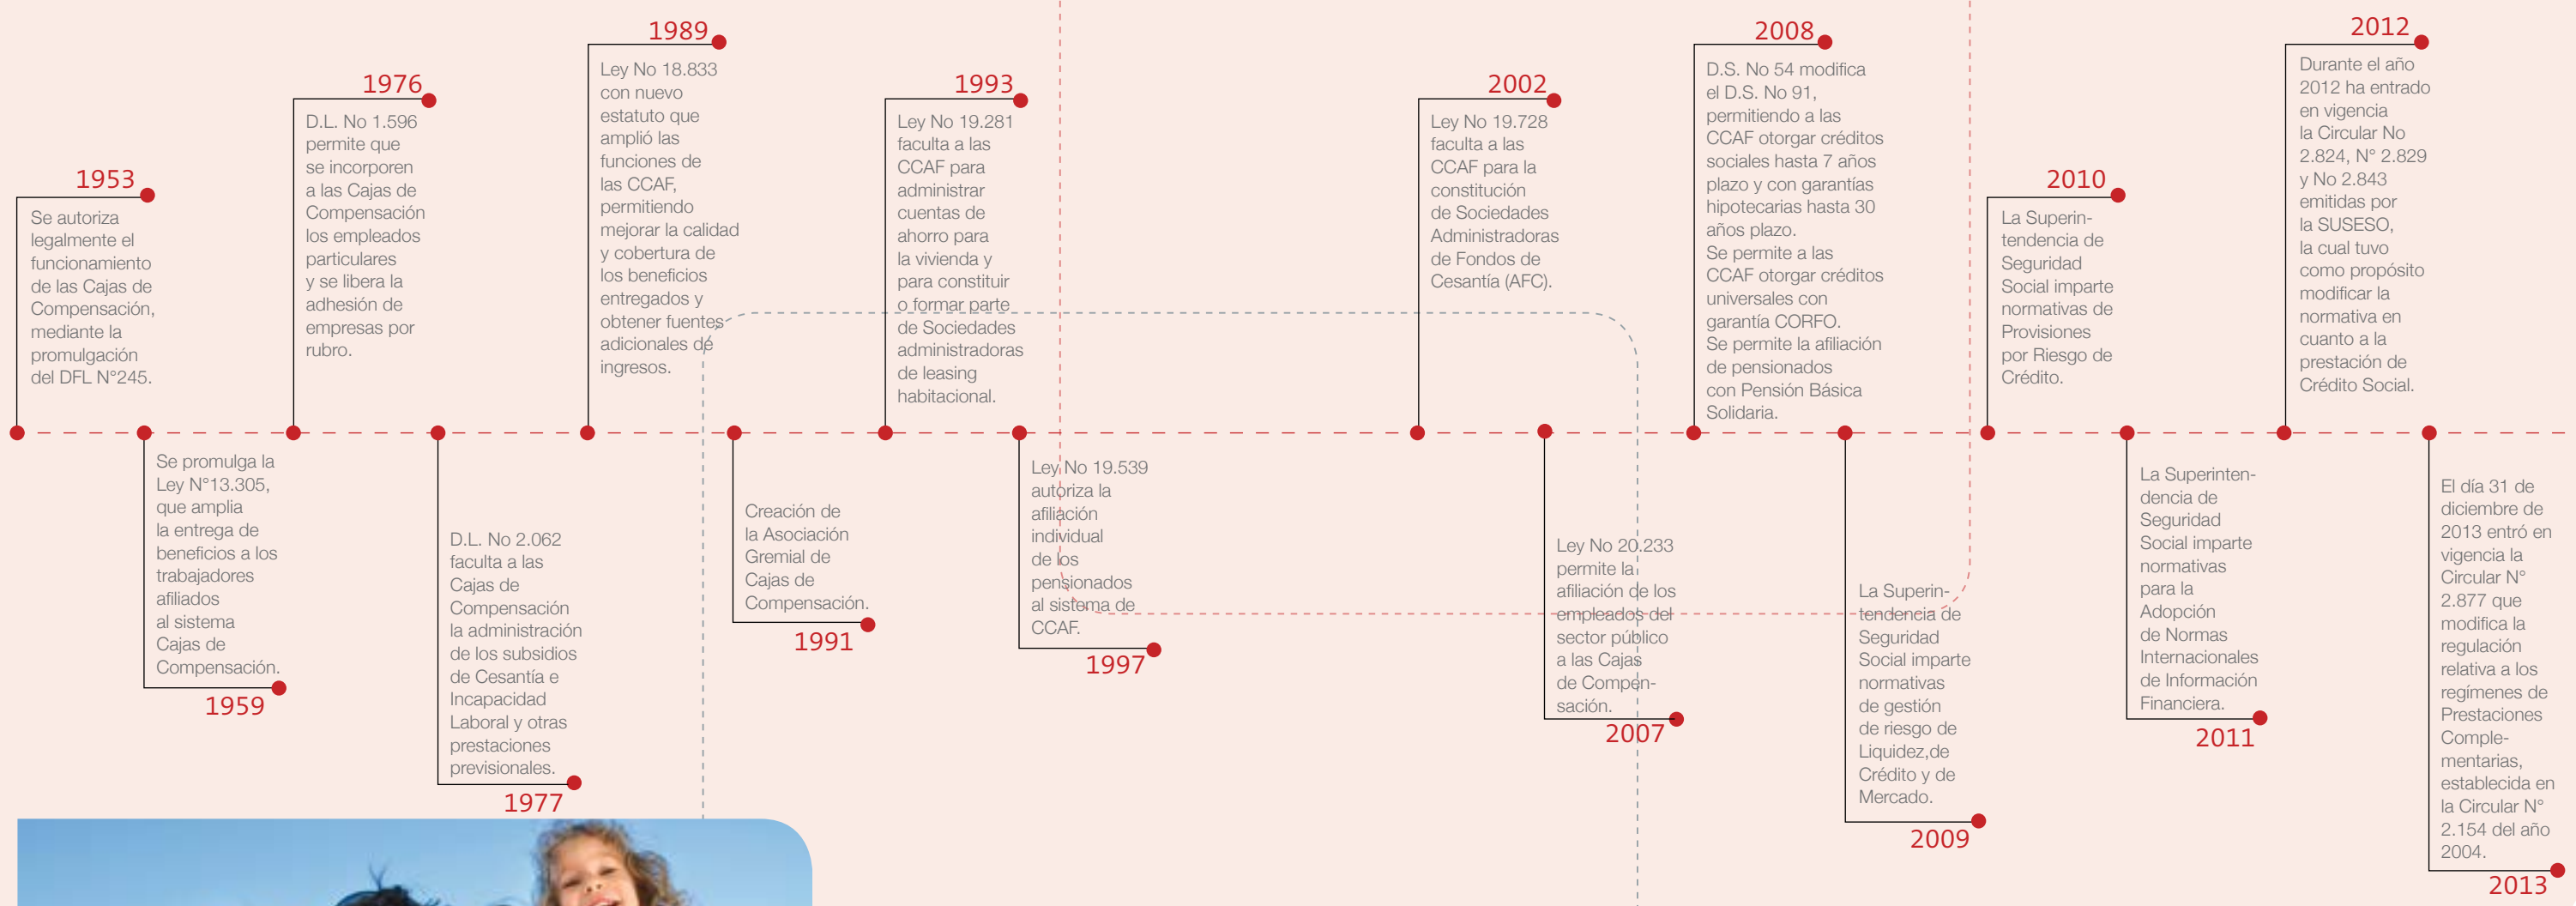 1953
Se autoriza
legalmente el
funcionamiento
de las Cajas de
Compensación,
mediante la
promulgación
del DFL N°245.
Se promulga la
Ley N°13.305,
que amplia
la entrega de
beneficios a los
trabajadores
afiliados
al sistema
Cajas de
Compensación.
1959
1976
D.L. No 1.596
permite que
se incorporen
a las Cajas de
Compensación
los empleados
particulares
y se libera la
adhesión de
empresas por
rubro.
D.L. No 2.062
faculta a las
Cajas de
Compensación
la administración
de los subsidios
de Cesantía e
Incapacidad
Laboral y otras
prestaciones
previsionales.
1977
1989
Ley No 18.833
con nuevo
estatuto que
amplió las
funciones de
las CCAF,
permitiendo
mejorar la calidad
y cobertura de
los beneficios
entregados y
obtener fuentes
adicionales de
ingresos.
Creación de
la Asociación
Gremial de
Cajas de
Compensación.
1991
1993
Ley No 19.281
faculta a las
CCAF para
administrar
cuentas de
ahorro para
la vivienda y
para constituir
o formar parte
de Sociedades
administradoras
de leasing
habitacional.
Ley No 19.539
autoriza la
afiliación
individual
de los
pensionados
al sistema de
CCAF.
1997
2002
Ley No 19.728
faculta a las
CCAF para la
constitución
de Sociedades
Administradoras
de Fondos de
Cesantía (AFC).
Ley No 20.233
permite la
afiliación de los
empleados del
sector público
a las Cajas
de Compen-
sación.
2007
2008
D.S. No 54 modifica
el D.S. No 91,
permitiendo a las
CCAF otorgar créditos
sociales hasta 7 años
plazo y con garantías
hipotecarias hasta 30
años plazo.
Se permite a las
CCAF otorgar créditos
universales con
garantía CORFO.
Se permite la afiliación
de pensionados
con Pensión Básica
Solidaria.
La Superin-
tendencia de
Seguridad
Social imparte
normativas
de gestión
de riesgo de
Liquidez,de
Crédito y de
Mercado.
2009
2010
La Superin-
tendencia de
Seguridad
Social imparte
normativas de
Provisiones
por Riesgo de
Crédito.
La Superinten-
dencia de
Seguridad
Social imparte
normativas
para la
Adopción
de Normas
Internacionales
de Información
Financiera.
2011
2012
Durante el año
2012 ha entrado
en vigencia
la Circular No
2.824, N° 2.829
y No 2.843
emitidas por
la SUSESO,
la cual tuvo
como propósito
modificar la
normativa en
cuanto a la
prestación de
Crédito Social.
El día 31 de
diciembre de
2013 entró en
vigencia la
Circular N°
2.877 que
modifica la
regulación
relativa a los
regímenes de
Prestaciones
Comple-
mentarias,
establecida en
la Circular N°
2.154 del año
2004.
2013